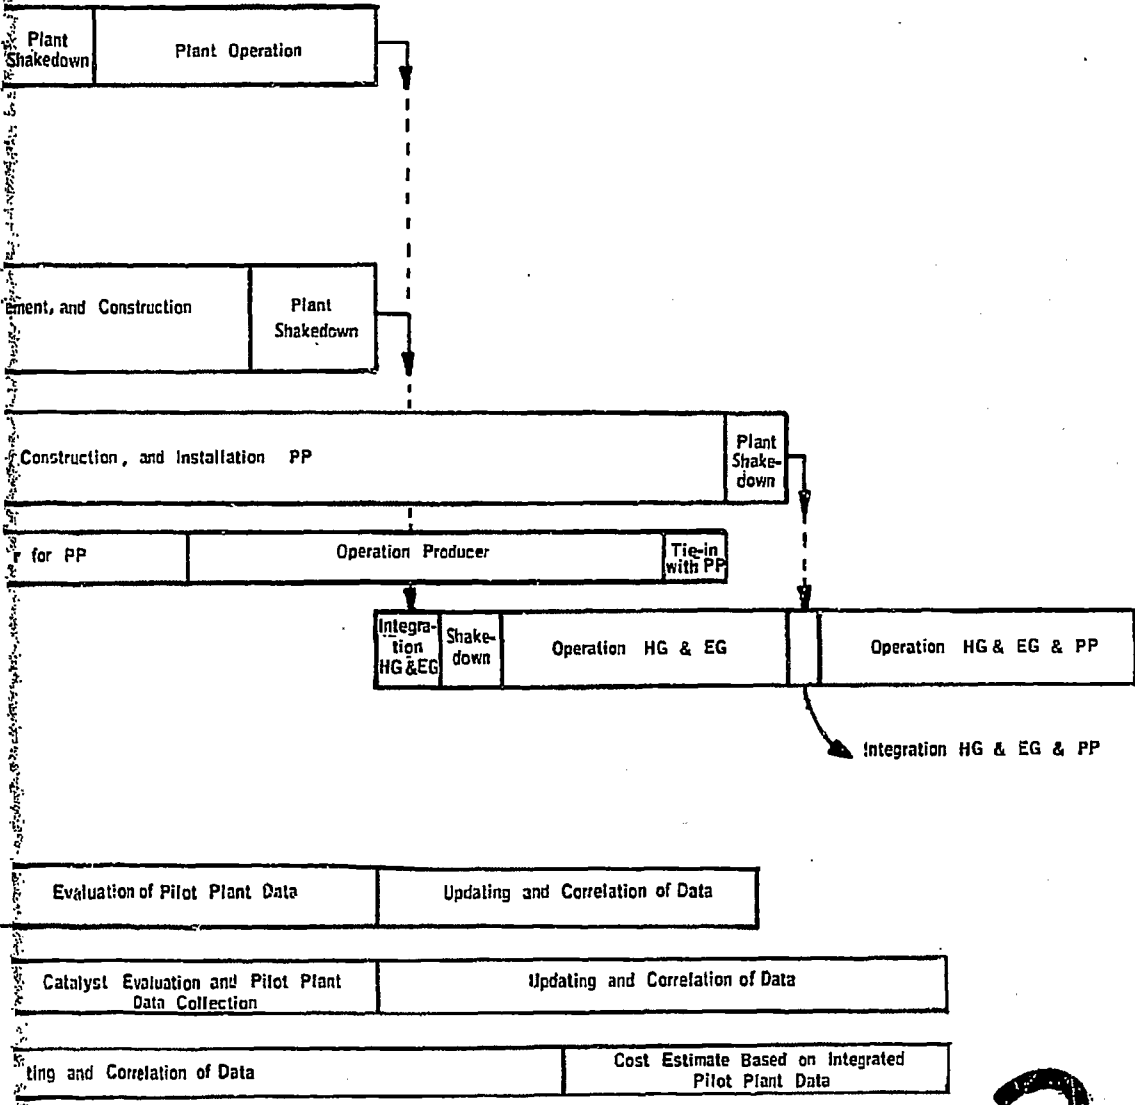 Plant
Shakedown
Plant Operation
ement, and Construction
Plant
Shakedown
Construction, and Installation PP
Plant
Shake-
down
r for PP
Operation Producer
Tie-in
with PP
Integra-
tion
HG &EG
Shake-
down
Operation HG & EG
Operation HG & EG & PP
Integration HG & EG & PP
Evaluation of Pilot Plant Data
Updating and Correlation of Data
Catalyst Evaluation and Pilot Plant
Data Collection
Updating and Correlation of Data
ting and Correlation of Data
Cost Estimate Based on Integrated
Pilot Plant Data